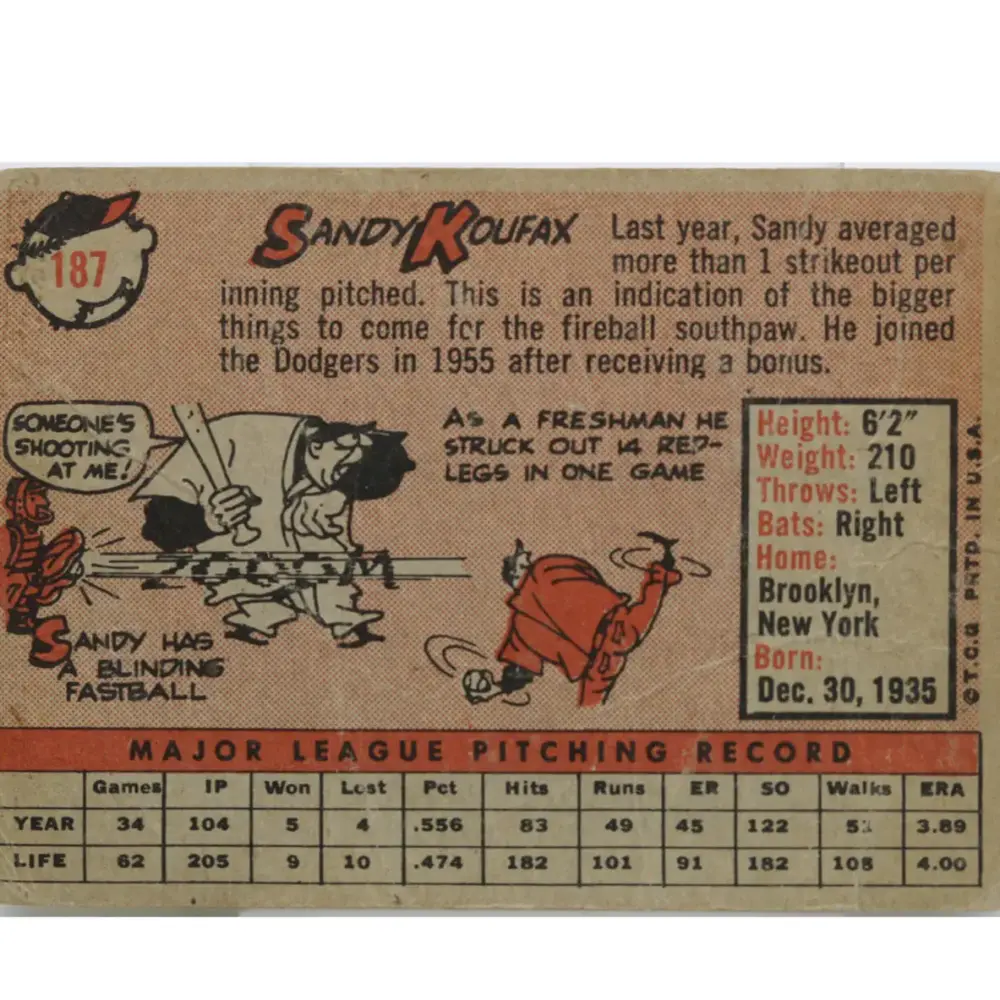 187
SANDY KOUFAX
Last year, Sandy averaged
more than 1 strikeout per
inning pitched. This is an indication of the bigger
things to come for the fireball southpaw. He joined
the Dodgers in 1955 after receiving a bonus.
SOMEONE'S
SHOOTING
AT ME!
AS A FRESHMAN HE
STRUCK OUT 14 RED-
LEGS IN ONE GAME
SANDY HAS
A BLINDING
FASTBALL
Height: 6'2"
Weight: 210
Throws: Left
Bats: Right
Home:
Brooklyn,
New York
Born:
Dec. 30, 1935
©T.C.G. PRTD. IN U.S.A.
MAJOR LEAGUE PITCHING RECORD
Games IP Won Lost Pct Hits Runs ER SO Walks ERA
YEAR 34 104 5 4 .556 83 49 45 122 3.89
LIFE 62 205 9 10 .474 182 101 91 182 108 4.00